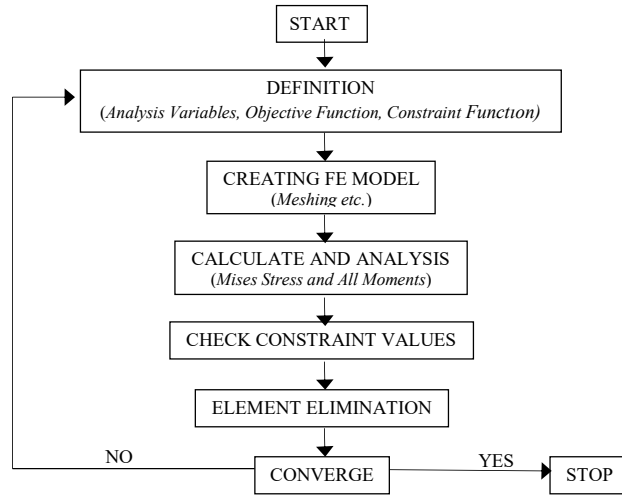 START
DEFINITION
(Analysis Variables, Objective Function, Constraint Function)
CREATING FE MODEL
(Meshing etc.)
CALCULATE AND ANALYSIS
(Mises Stress and All Moments)
CHECK CONSTRAINT VALUES
ELEMENT ELIMINATION
NO
CONVERGE
YES
STOP